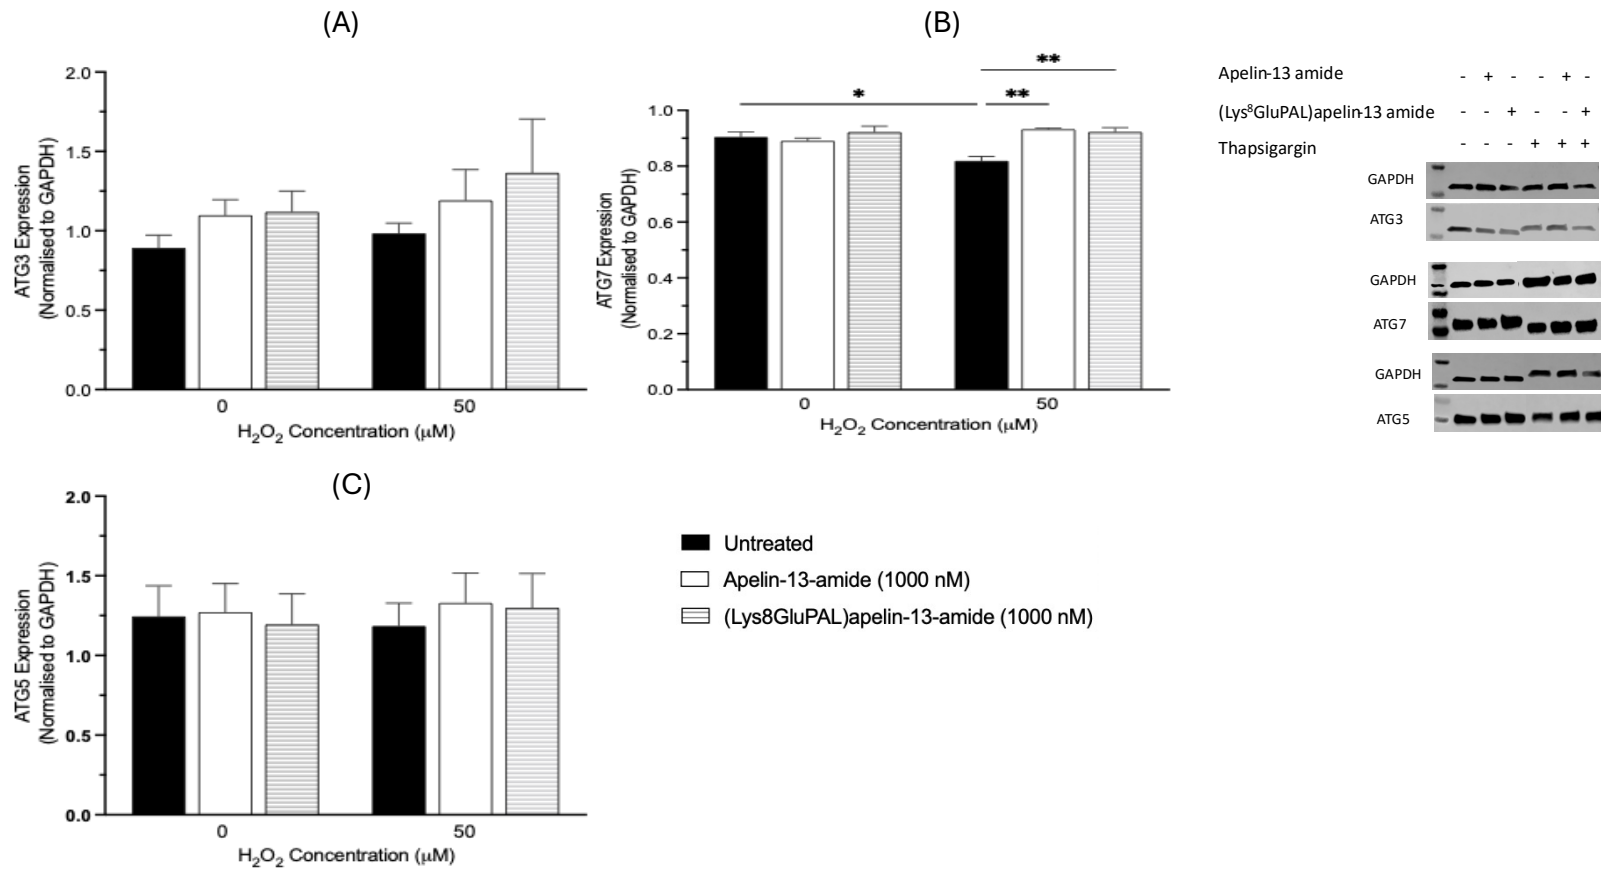 (A)
2.0
1.5
1.0
0.5
0.0
ATG3 Expression
(Normalised to GAPDH)
0
50
H₂O₂ Concentration (μM)
(B)
**
*
**
1.0
0.8
0.6
0.4
0.2
0.0
ATG7 Expression
(Normalised to GAPDH)
0
50
H₂O₂ Concentration (μM)
Apelin-13 amide - + - - + -
(Lys⁸GluPAL)apelin-13 amide - - + - - +
Thapsigargin - - - + + +
GAPDH
ATG3
GAPDH
ATG7
GAPDH
ATG5
(C)
2.0
1.5
1.0
0.5
0.0
ATG5 Expression
(Normalised to GAPDH)
0
50
H₂O₂ Concentration (μM)
Untreated
Apelin-13-amide (1000 nM)
(Lys8GluPAL)apelin-13-amide (1000 nM)